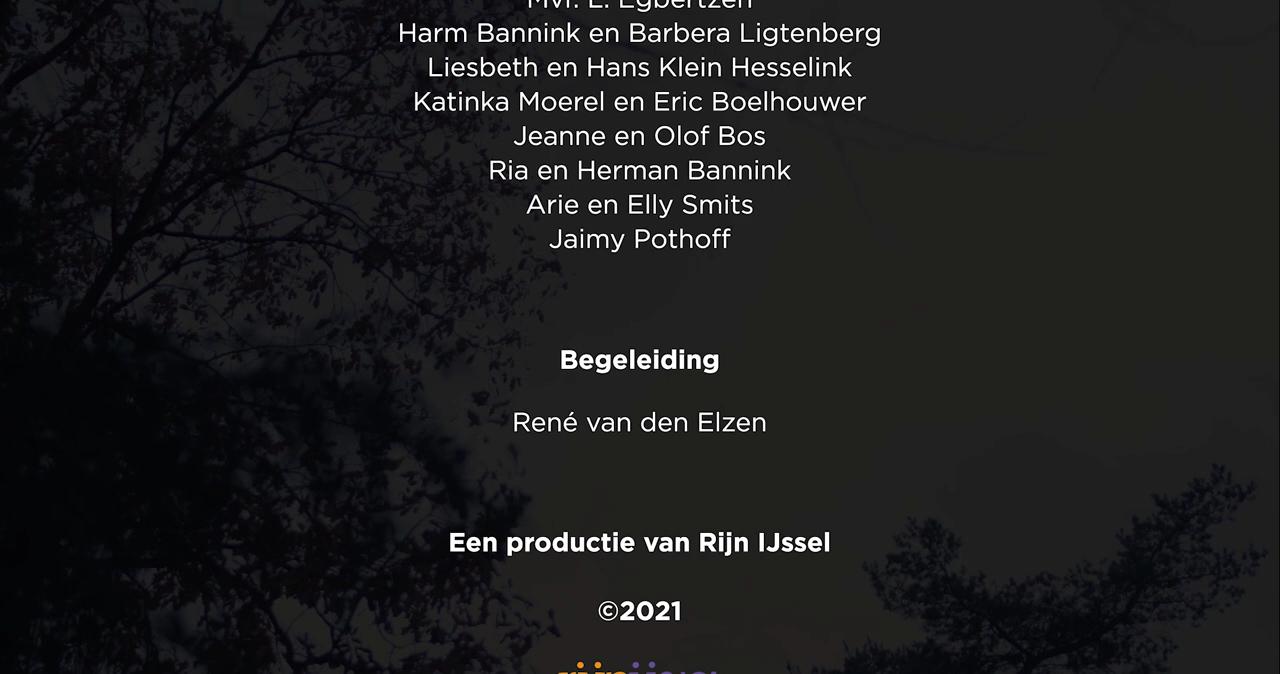 Mvr. E. Egbertzen
Harm Bannink en Barbera Ligtenberg
Liesbeth en Hans Klein Hesselink
Katinka Moerel en Eric Boelhouwer
Jeanne en Olof Bos
Ria en Herman Bannink
Arie en Elly Smits
Jaimy Pothoff
Begeleiding
René van den Elzen
Een productie van Rijn IJssel
©2021